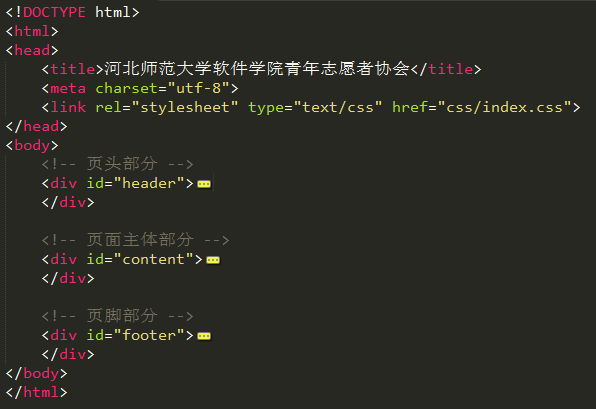 <!DOCTYPE html>
<html>
<head>
    <title>河北师范大学软件学院青年志愿者协会</title>
    <meta charset="utf-8">
    <link rel="stylesheet" type="text/css" href="css/index.css">
</head>
<body>
    <!-- 页头部分 -->
    <div id="header">
    </div>

    <!-- 页面主体部分 -->
    <div id="content">
    </div>

    <!-- 页脚部分 -->
    <div id="footer">
    </div>
</body>
</html>